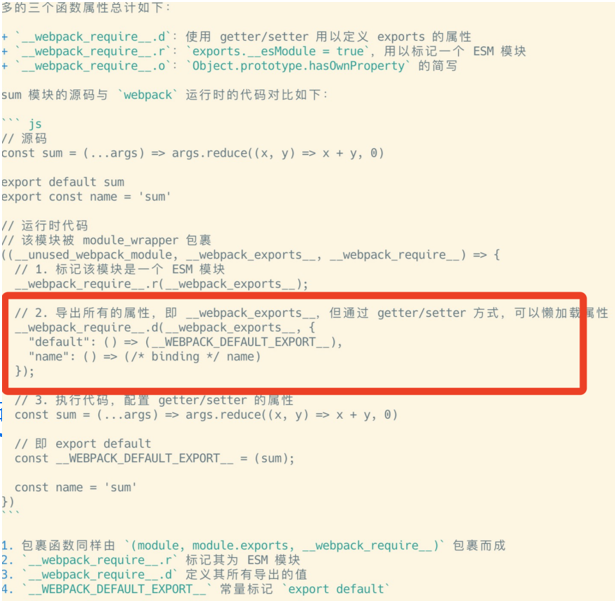 多的三个函数属性总计如下：
+ `__webpack_require__.d`: 使用 getter/setter 用以定义 exports 的属性
+ `__webpack_require__.r`: `exports.__esModule = true`，用以标记一个 ESM 模块
+ `__webpack_require__.o`: `Object.prototype.hasOwnProperty` 的简写
sum 模块的源码与 `webpack` 运行时的代码对比如下：
``` js
// 源码
const sum = (...args) => args.reduce((x, y) => x + y, 0)
export default sum
export const name = 'sum'
// 运行时代码
// 该模块被 module_wrapper 包裹
((__unused_webpack_module, __webpack_exports__, __webpack_require__) => {
  // 1. 标记该模块是一个 ESM 模块
  __webpack_require__.r(__webpack_exports__);
  // 2. 导出所有的属性，即 __webpack_exports__，但通过 getter/setter 方式，可以懒加载属性
  __webpack_require__.d(__webpack_exports__, {
    "default": () => (__WEBPACK_DEFAULT_EXPORT__),
    "name": () => (/* binding */ name)
  });
  // 3. 执行代码，配置 getter/setter 的属性
  const sum = (...args) => args.reduce((x, y) => x + y, 0)
  // 即 export default
  const __WEBPACK_DEFAULT_EXPORT__ = (sum);
  const name = 'sum'
})
```
1. 包裹函数同样由 `(module, module.exports, __webpack_require__)` 包裹而成
2. `__webpack_require__.r` 标记其为 ESM 模块
3. `__webpack_require__.d` 定义其所有导出的值
4. `__WEBPACK_DEFAULT_EXPORT__` 常量标记 `export default`